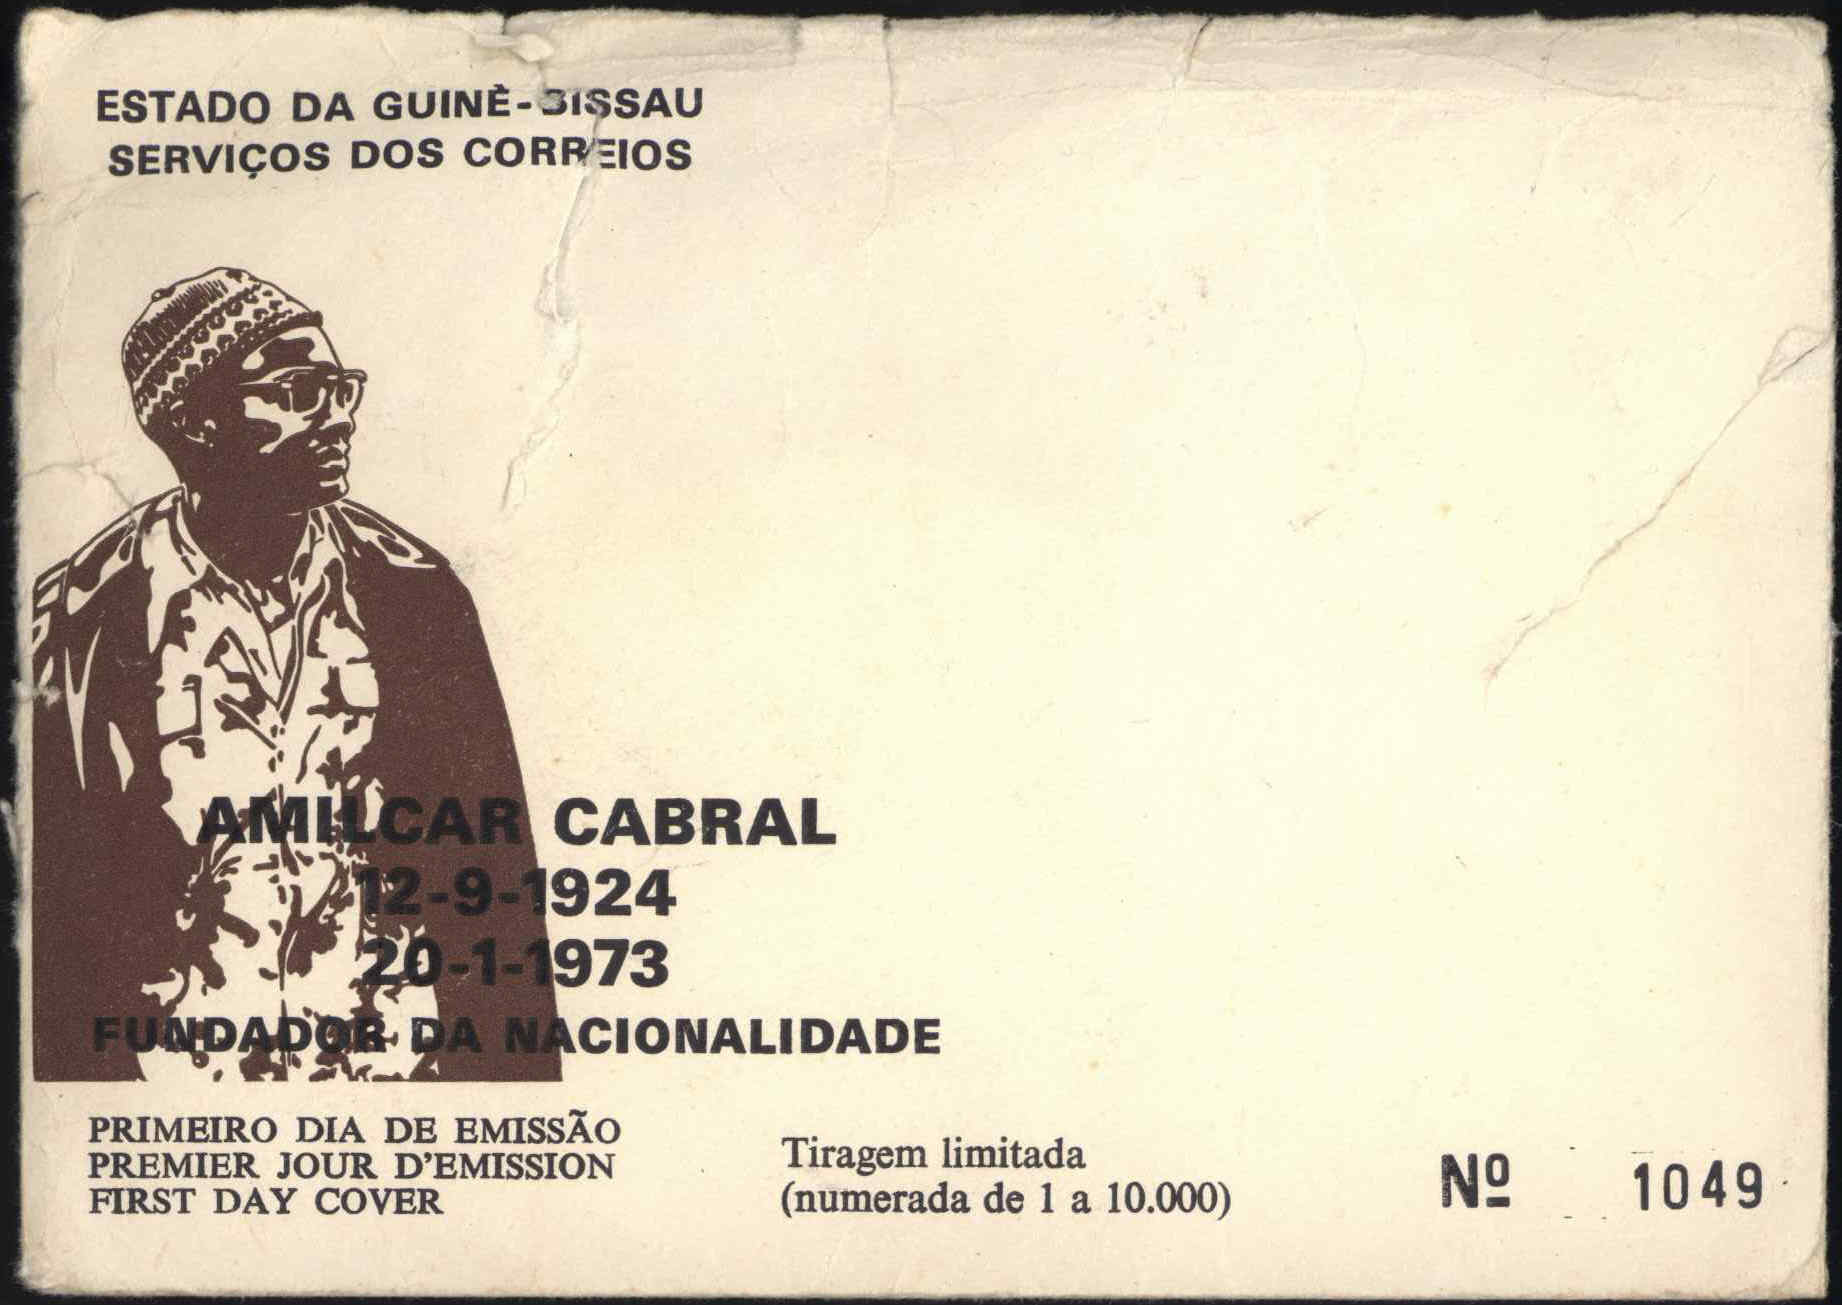 ESTADO DA GUINÈ-BISSAU
SERVIÇOS DOS CORREIOS
AMILCAR CABRAL
12-9-1924
20-1-1973
FUNDADOR DA NACIONALIDADE
PRIMEIRO DIA DE EMISSÃO
PREMIER JOUR D'EMISSION
FIRST DAY COVER
Tiragem limitada
(numerada de 1 a 10.000)
Nº 1049